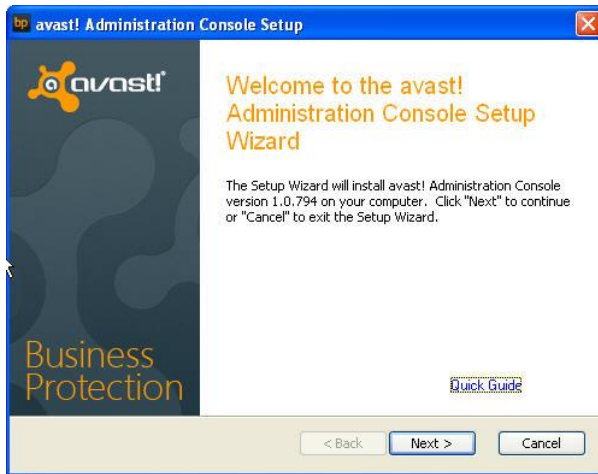 bp avast! Administration Console Setup
avast!
Welcome to the avast!
Administration Console Setup
Wizard
The Setup Wizard will install avast! Administration Console
version 1.0.794 on your computer. Click "Next" to continue
or "Cancel" to exit the Setup Wizard.
Business
Protection
Quick Guide
< Back
Next >
Cancel